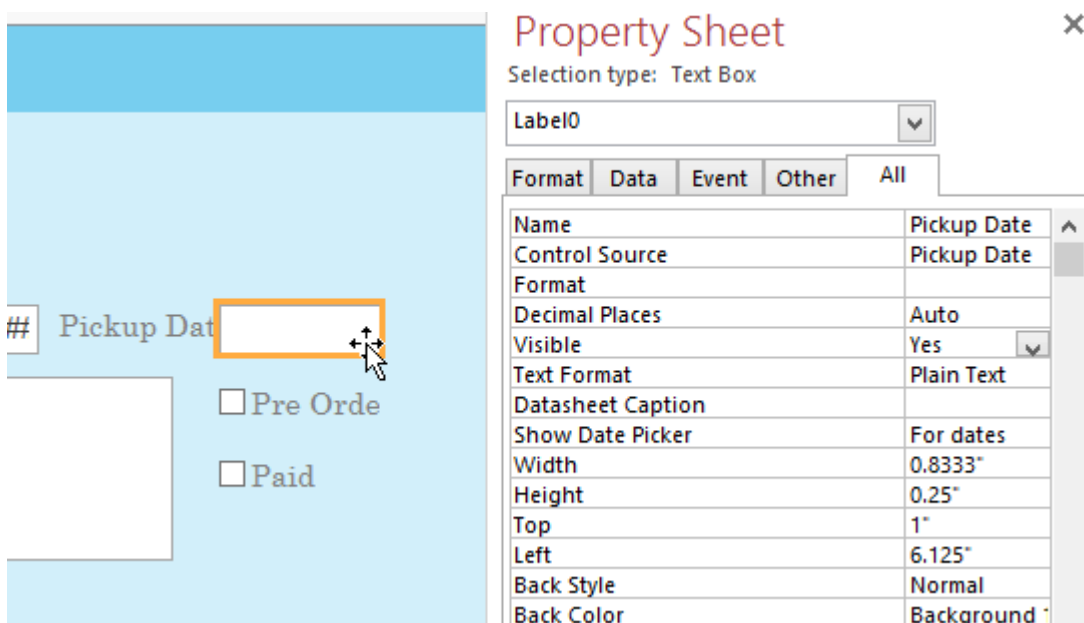 Property Sheet
Selection type: Text Box
Label0
Format Data Event Other All
Name Pickup Date
Control Source Pickup Date
Format
Decimal Places Auto
Visible Yes
Text Format Plain Text
Datasheet Caption
Show Date Picker For dates
Width 0.8333"
Height 0.25"
Top 1"
Left 6.125"
Back Style Normal
Back Color Background
## Pickup Dat
Pre Orde
Paid